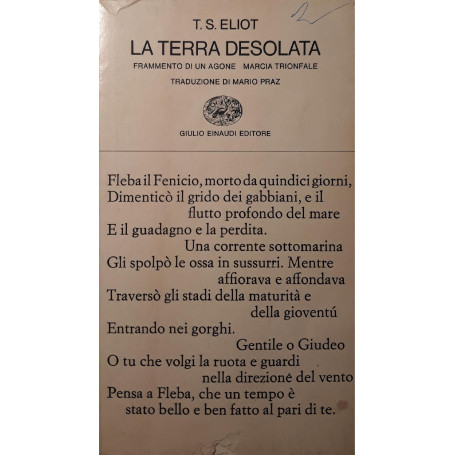 T. S. ELIOT
LA TERRA DESOLATA
FRAMMENTO DI UN AGONE MARCIA TRIONFALE
TRADUZIONE DI MARIO PRAZ
GIULIO EINAUDI EDITORE
Fleba il Fenicio, morto da quindici giorni,
Dimenticò il grido dei gabbiani, e il
flutto profondo del mare
E il guadagno e la perdita.
Una corrente sottomarina
Gli spolpò le ossa in sussurri. Mentre
affiorava e affondava
Traversò gli stadi della maturità e
della gioventú
Entrando nei gorghi.
Gentile o Giudeo
O tu che volgi la ruota e guardi
nella direzione del vento
Pensa a Fleba, che un tempo è
stato bello e ben fatto al pari di te.